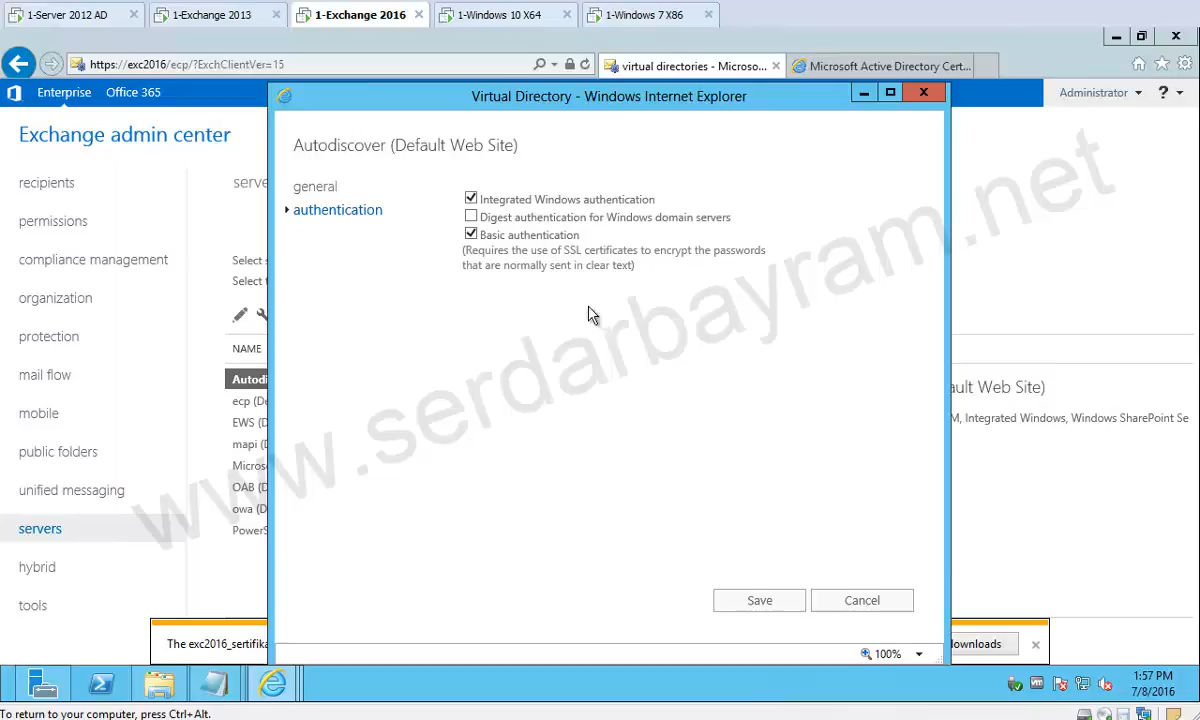 1-Server 2012 AD
1-Exchange 2013
1-Exchange 2016
1-Windows 10 X64
1-Windows 7 X86
https://exc2016/ecp/?ExchClientVer=15
virtual directories - Microso...
Microsoft Active Directory Cert...
Enterprise Office 365
Administrator
?
Virtual Directory - Windows Internet Explorer
Exchange admin center
recipients
permissions
compliance management
organization
protection
mail flow
mobile
public folders
unified messaging
servers
hybrid
tools
serve
Select s
Select t
NAME
Autodi
ecp (De
EWS (D
mapi (D
Micros
OAB (D
owa (D
PowerS
Autodiscover (Default Web Site)
general
authentication
Integrated Windows authentication
Digest authentication for Windows domain servers
Basic authentication
(Requires the use of SSL certificates to encrypt the passwords
that are normally sent in clear text)
Save Cancel
100%
ault Web Site)
M, Integrated Windows, Windows SharePoint Se
The exc2016_sertifika
downloads
www.serdarbayram.net
1:57 PM
7/8/2016
To return to your computer, press Ctrl+Alt.